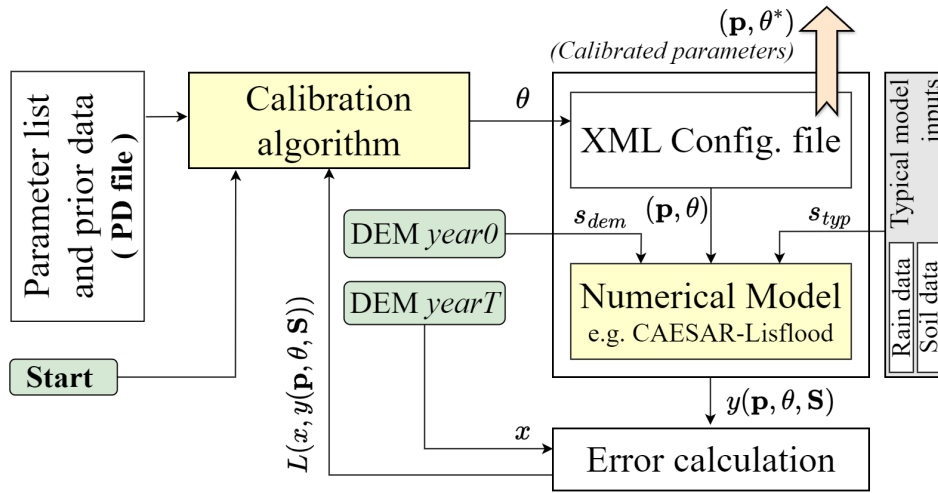 (𝐩, θ*)
(Calibrated parameters)
Parameter list
and prior data
( PD file )
Calibration
algorithm
θ
XML Config. file
Typical model
inputs
(𝐩, θ)
DEM year0
s_dem
s_typ
DEM yearT
Numerical Model
e.g. CAESAR-Lisflood
Rain data
Soil data
Start
L(x, y(𝐩, θ, 𝐒))
y(𝐩, θ, 𝐒)
x
Error calculation